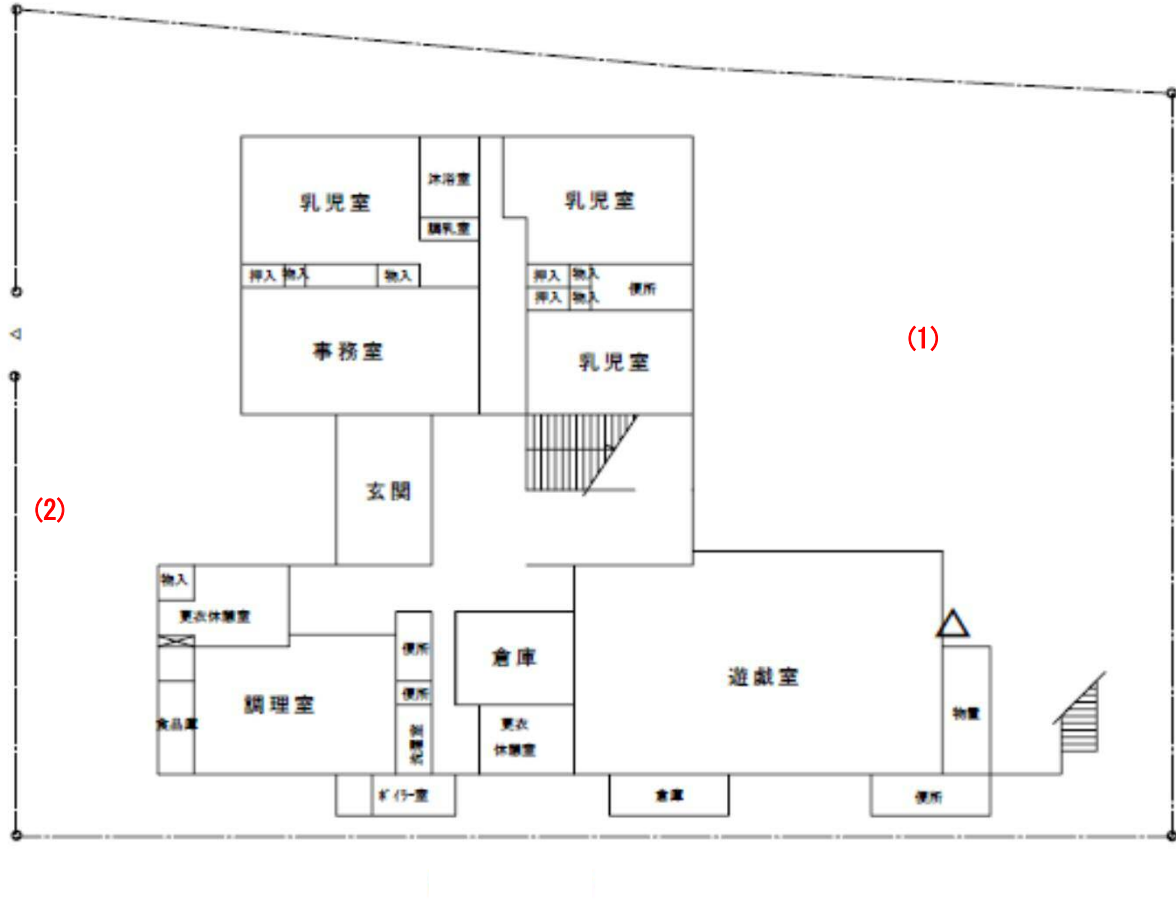 沐浴室
乳児室
乳児室
調乳室
押入
物入
物入
押入
物入
便所
押入
物入
(1)
事務室
乳児室
玄関
(2)
物入
更衣休憩室
便所
倉庫
遊戯室
便所
調理室
物置
食品庫
更衣
休憩室
ボイラー室
倉庫
便所